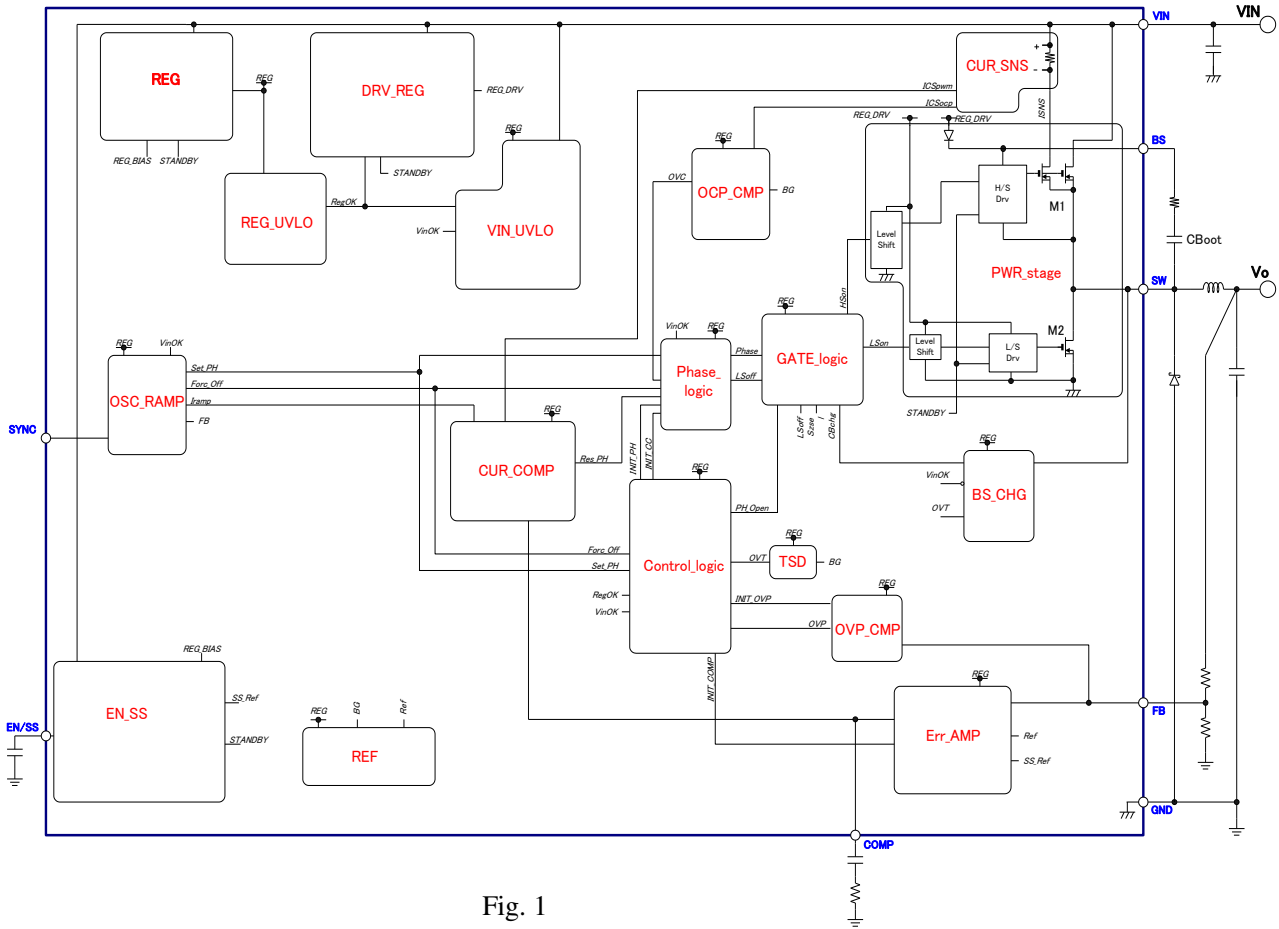 VIN
VIN
REG
REG
DRV_REG
REG_DRV
REG_BIAS
STANDBY
STANDBY
REG_UVLO
RegOK
REG
VIN_UVLO
VinOK
CUR_SNS
+
-
ICSpwm
ICSocp
ISNS
REG_DRV
REG_DRV
REG
OCP_CMP
OVC
BG
BS
H/S
Drv
M1
Level
Shift
CBoot
PWR_stage
SW
Vo
HSon
REG
GATE_logic
LSon
Level
Shift
L/S
Drv
M2
STANDBY
VinOK
REG
Phase_
logic
Phase
LSoff
LSoff
Szse
/
CBchg
REG
VinOK
OSC_RAMP
Set_PH
Forc_Off
Iramp
FB
SYNC
REG
CUR_COMP
Res_PH
INIT_PH
INIT_CC
REG
BS_CHG
VinOK
OVT
REG
Control_logic
PH_Open
Forc_Off
Set_PH
RegOK
VinOK
OVT
REG
TSD
BG
INIT_OVP
OVP
REG
OVP_CMP
INIT_COMP
REG_BIAS
EN_SS
SS_Ref
STANDBY
EN/SS
REG
BG
Ref
REF
REG
Err_AMP
Ref
SS_Ref
FB
GND
COMP
Fig. 1